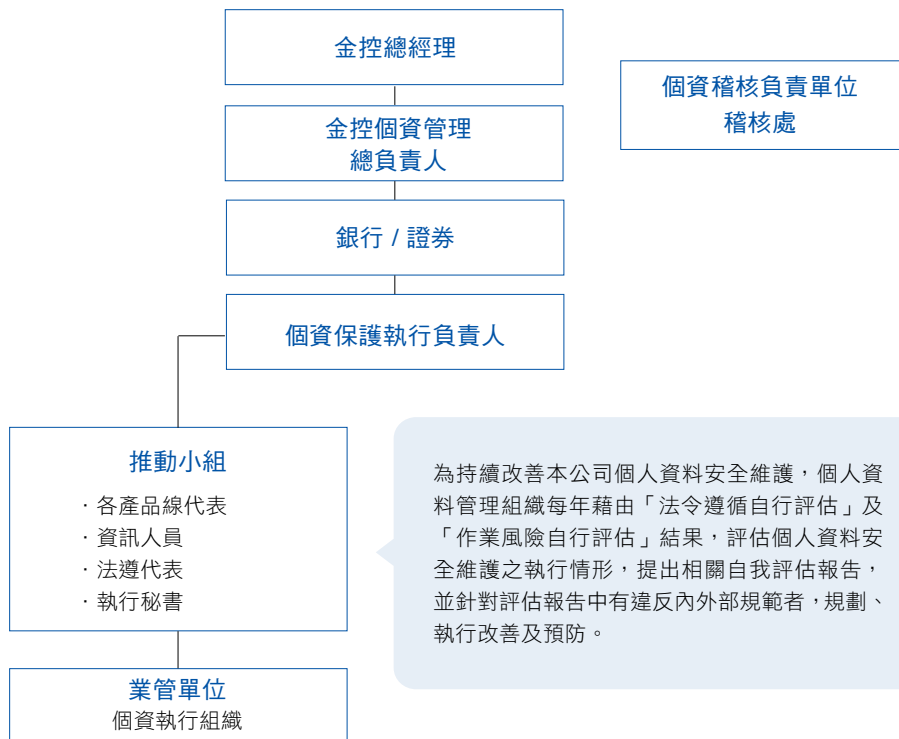 金控總經理
個資稽核負責單位
稽核處
金控個資管理
總負責人
銀行 / 證券
個資保護執行負責人
推動小組
·各產品線代表
·資訊人員
·法遵代表
·執行秘書
為持續改善本公司個人資料安全維護，個人資
料管理組織每年藉由「法令遵循自行評估」及
「作業風險自行評估」結果，評估個人資料安
全維護之執行情形，提出相關自我評估報告，
並針對評估報告中有違反內外部規範者，規劃、
執行改善及預防。
業管單位
個資執行組織